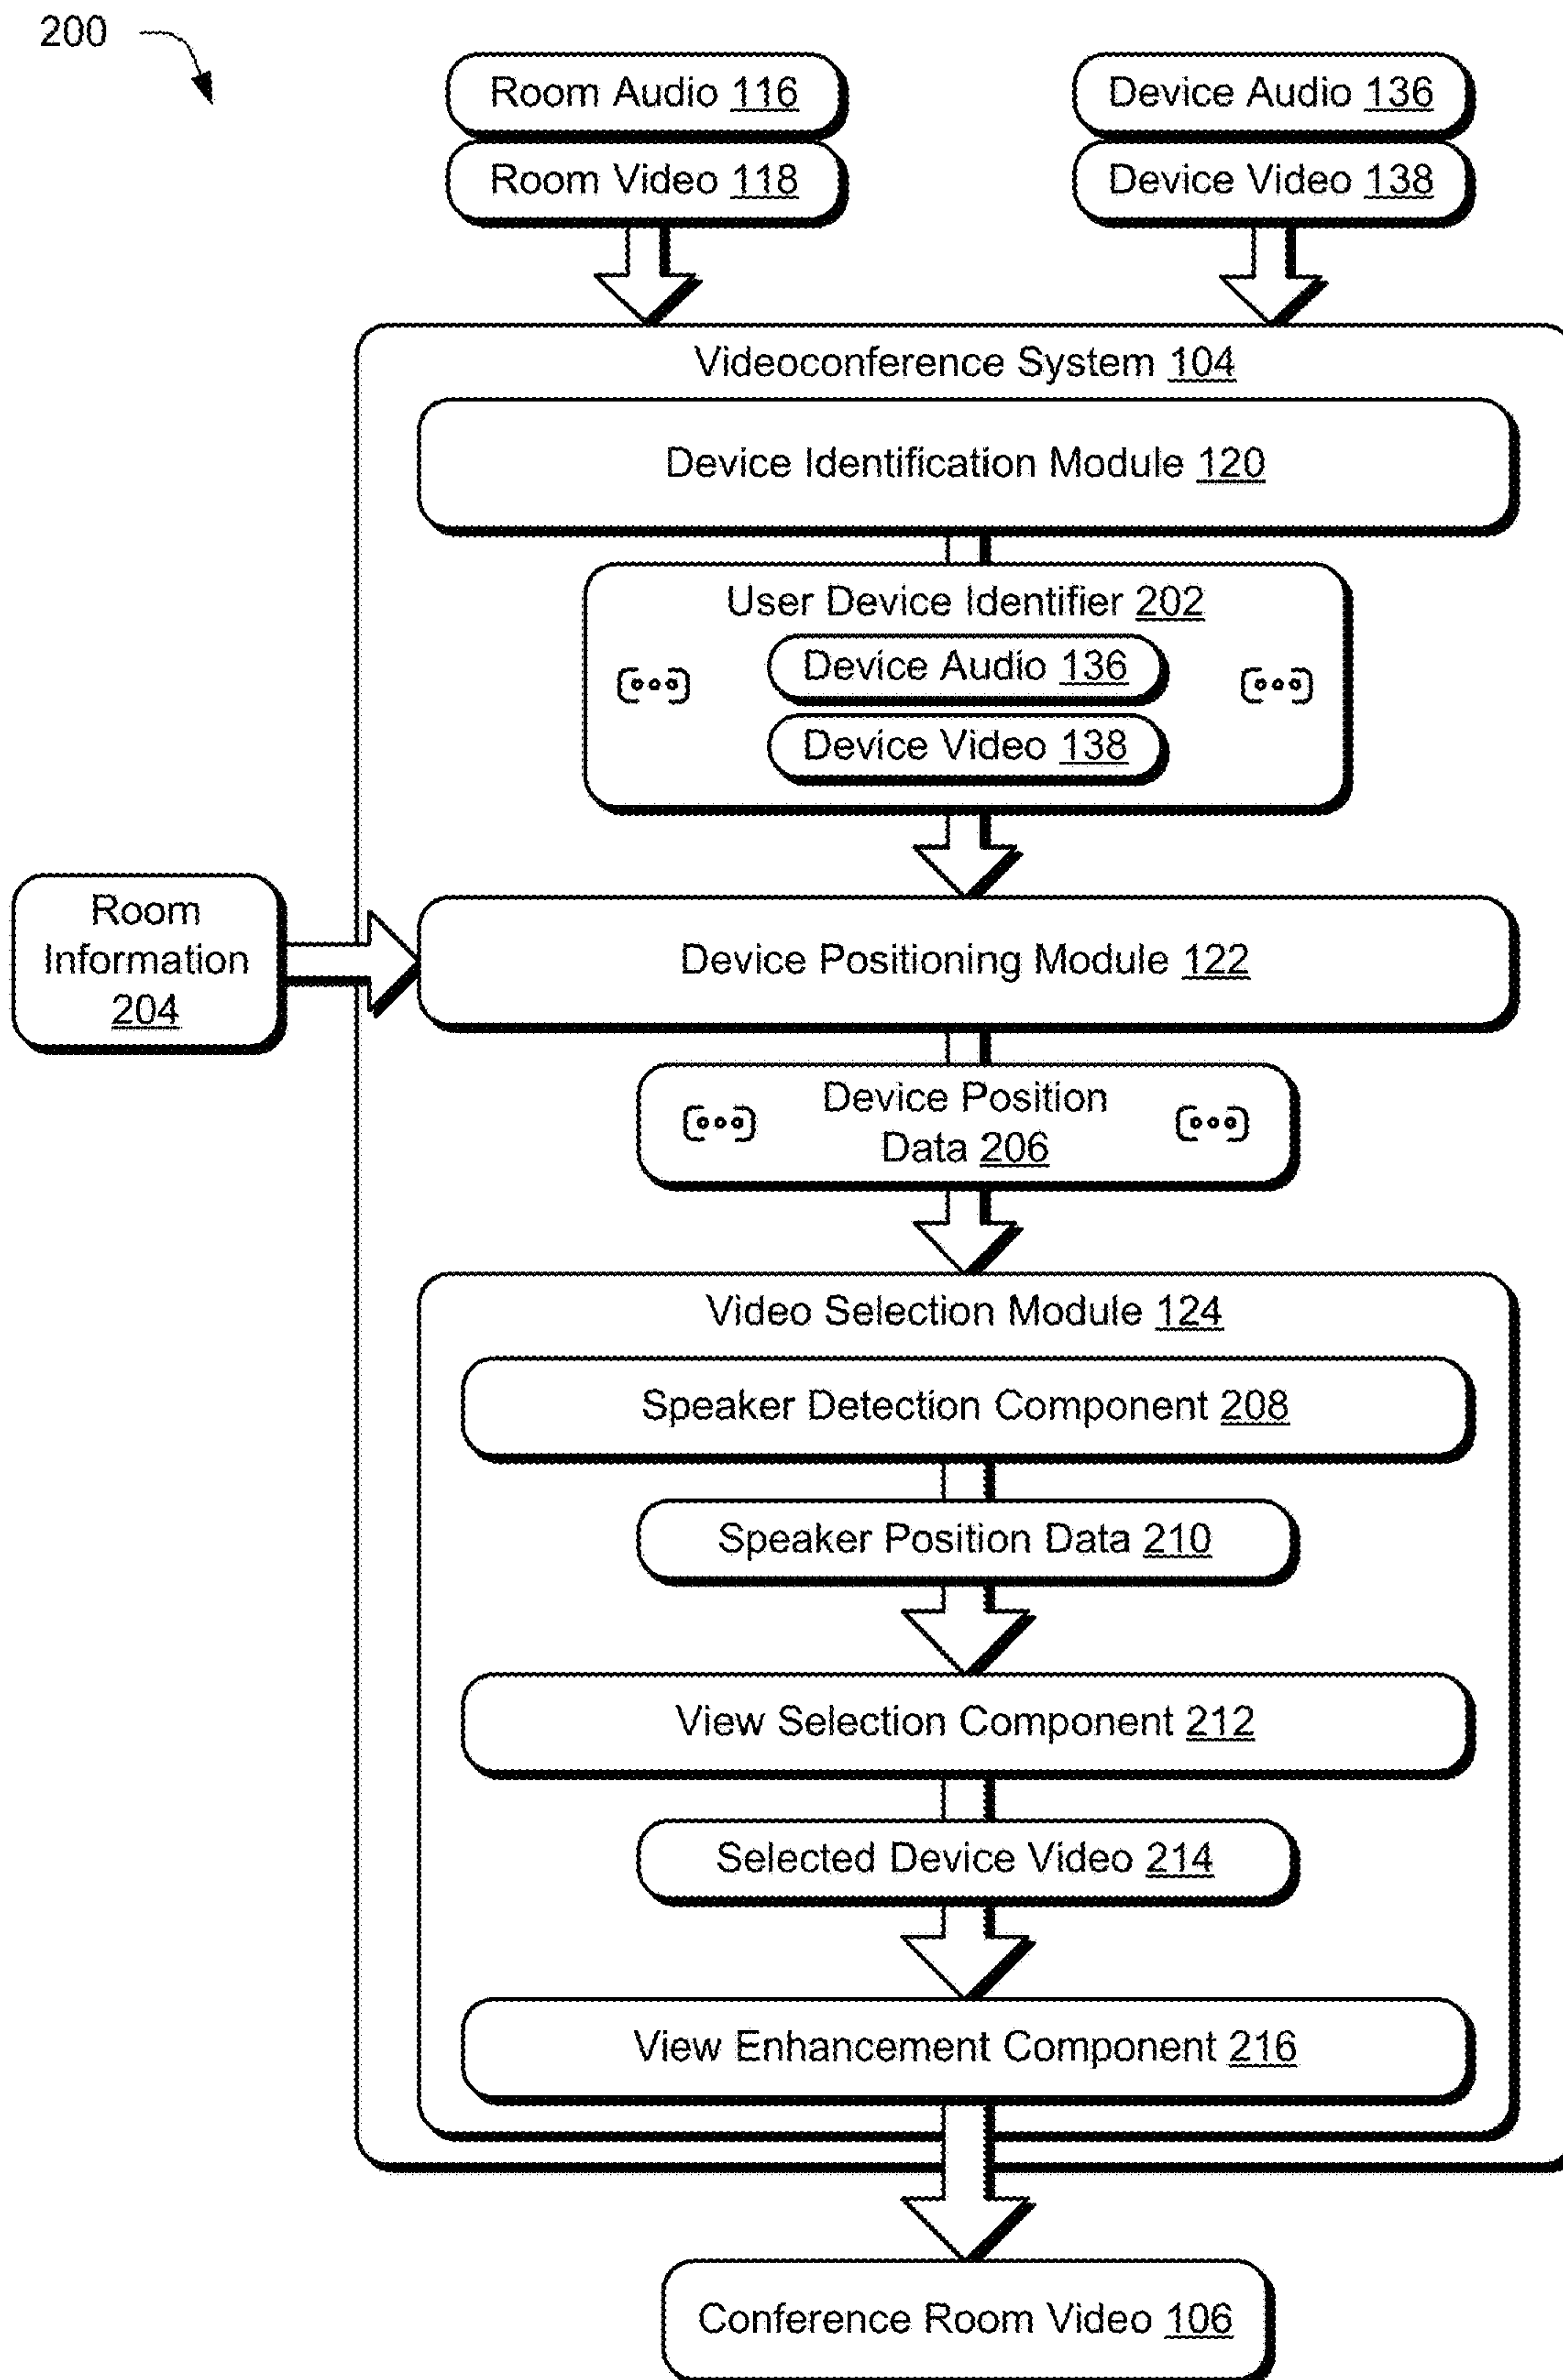 200
Room Audio 116
Device Audio 136
Room Video 118
Device Video 138
Videoconference System 104
Device Identification Module 120
User Device Identifier 202
Device Audio 136
Device Video 138
Room
Information
204
Device Positioning Module 122
Device Position
Data 206
Video Selection Module 124
Speaker Detection Component 208
Speaker Position Data 210
View Selection Component 212
Selected Device Video 214
View Enhancement Component 216
Conference Room Video 106